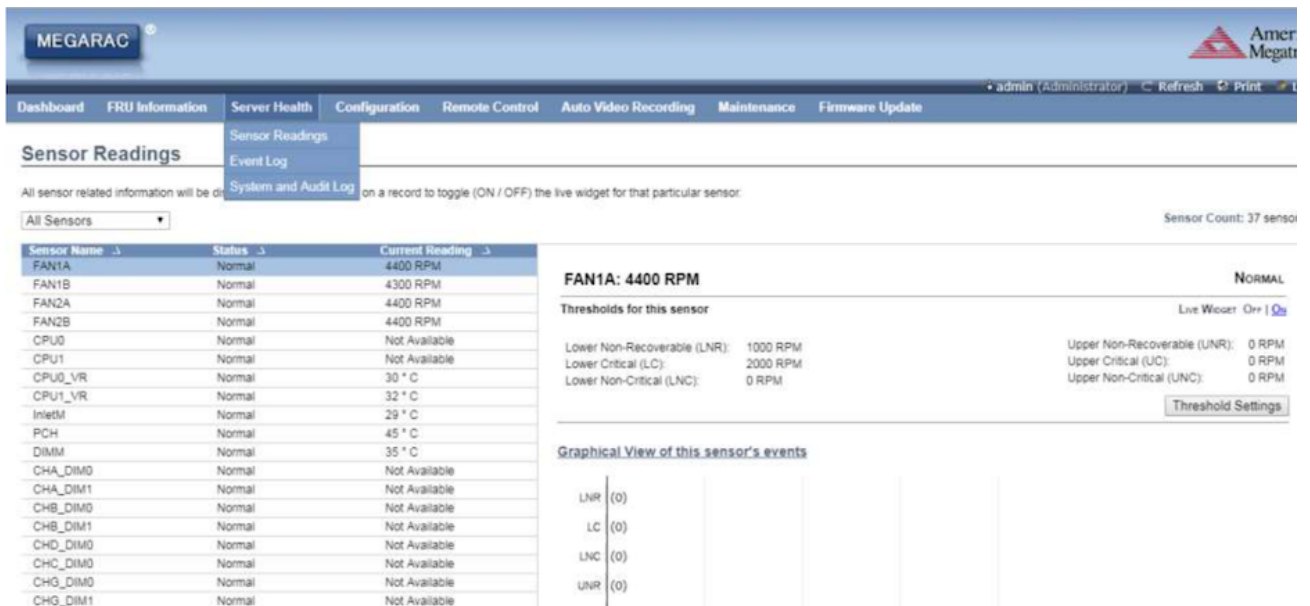 MEGARAC ®
Amer
Megatr
admin (Administrator) Refresh Print
Dashboard FRU Information Server Health Configuration Remote Control Auto Video Recording Maintenance Firmware Update
Sensor Readings
Event Log
System and Audit Log
Sensor Readings
All sensor related information will be di on a record to toggle (ON / OFF) the live widget for that particular sensor.
All Sensors
Sensor Count: 37 sensor
Sensor Name Status Current Reading
FAN1A Normal 4400 RPM
FAN1B Normal 4300 RPM
FAN2A Normal 4400 RPM
FAN2B Normal 4400 RPM
CPU0 Normal Not Available
CPU1 Normal Not Available
CPU0_VR Normal 30 ° C
CPU1_VR Normal 32 ° C
InletM Normal 29 ° C
PCH Normal 45 ° C
DIMM Normal 35 ° C
CHA_DIM0 Normal Not Available
CHA_DIM1 Normal Not Available
CHB_DIM0 Normal Not Available
CHB_DIM1 Normal Not Available
CHD_DIM0 Normal Not Available
CHC_DIM0 Normal Not Available
CHG_DIM0 Normal Not Available
CHG_DIM1 Normal Not Available
FAN1A: 4400 RPM NORMAL
Thresholds for this sensor Live Widget Off | On
Lower Non-Recoverable (LNR): 1000 RPM Upper Non-Recoverable (UNR): 0 RPM
Lower Critical (LC): 2000 RPM Upper Critical (UC): 0 RPM
Lower Non-Critical (LNC): 0 RPM Upper Non-Critical (UNC): 0 RPM
Threshold Settings
Graphical View of this sensor's events
LNR (0)
LC (0)
LNC (0)
UNR (0)